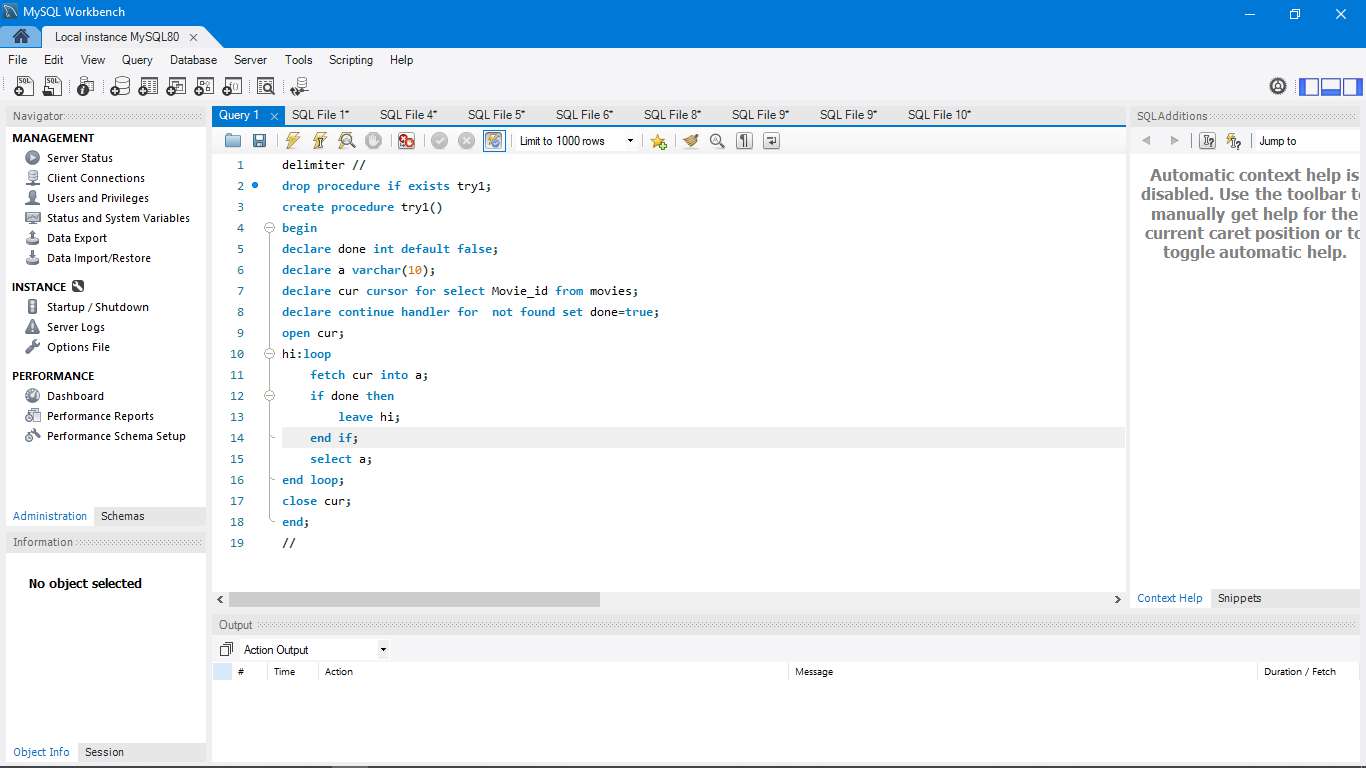 MySQL Workbench
Local instance MySQL80
File Edit View Query Database Server Tools Scripting Help
Navigator
MANAGEMENT
Server Status
Client Connections
Users and Privileges
Status and System Variables
Data Export
Data Import/Restore
INSTANCE
Startup / Shutdown
Server Logs
Options File
PERFORMANCE
Dashboard
Performance Reports
Performance Schema Setup
Administration Schemas
Information
No object selected
Object Info Session
Query 1 SQL File 1* SQL File 4* SQL File 5* SQL File 6* SQL File 8* SQL File 9* SQL File 9* SQL File 10*
Limit to 1000 rows
1 delimiter //
2 drop procedure if exists try1;
3 create procedure try1()
4 begin
5 declare done int default false;
6 declare a varchar(10);
7 declare cur cursor for select Movie_id from movies;
8 declare continue handler for  not found set done=true;
9 open cur;
10 hi:loop
11     fetch cur into a;
12     if done then
13         leave hi;
14     end if;
15     select a;
16 end loop;
17 close cur;
18 end;
19 //
SQLAdditions
Jump to
Automatic context help is
disabled. Use the toolbar to
manually get help for the
current caret position or to
toggle automatic help.
Context Help Snippets
Output
Action Output
# Time Action Message Duration / Fetch